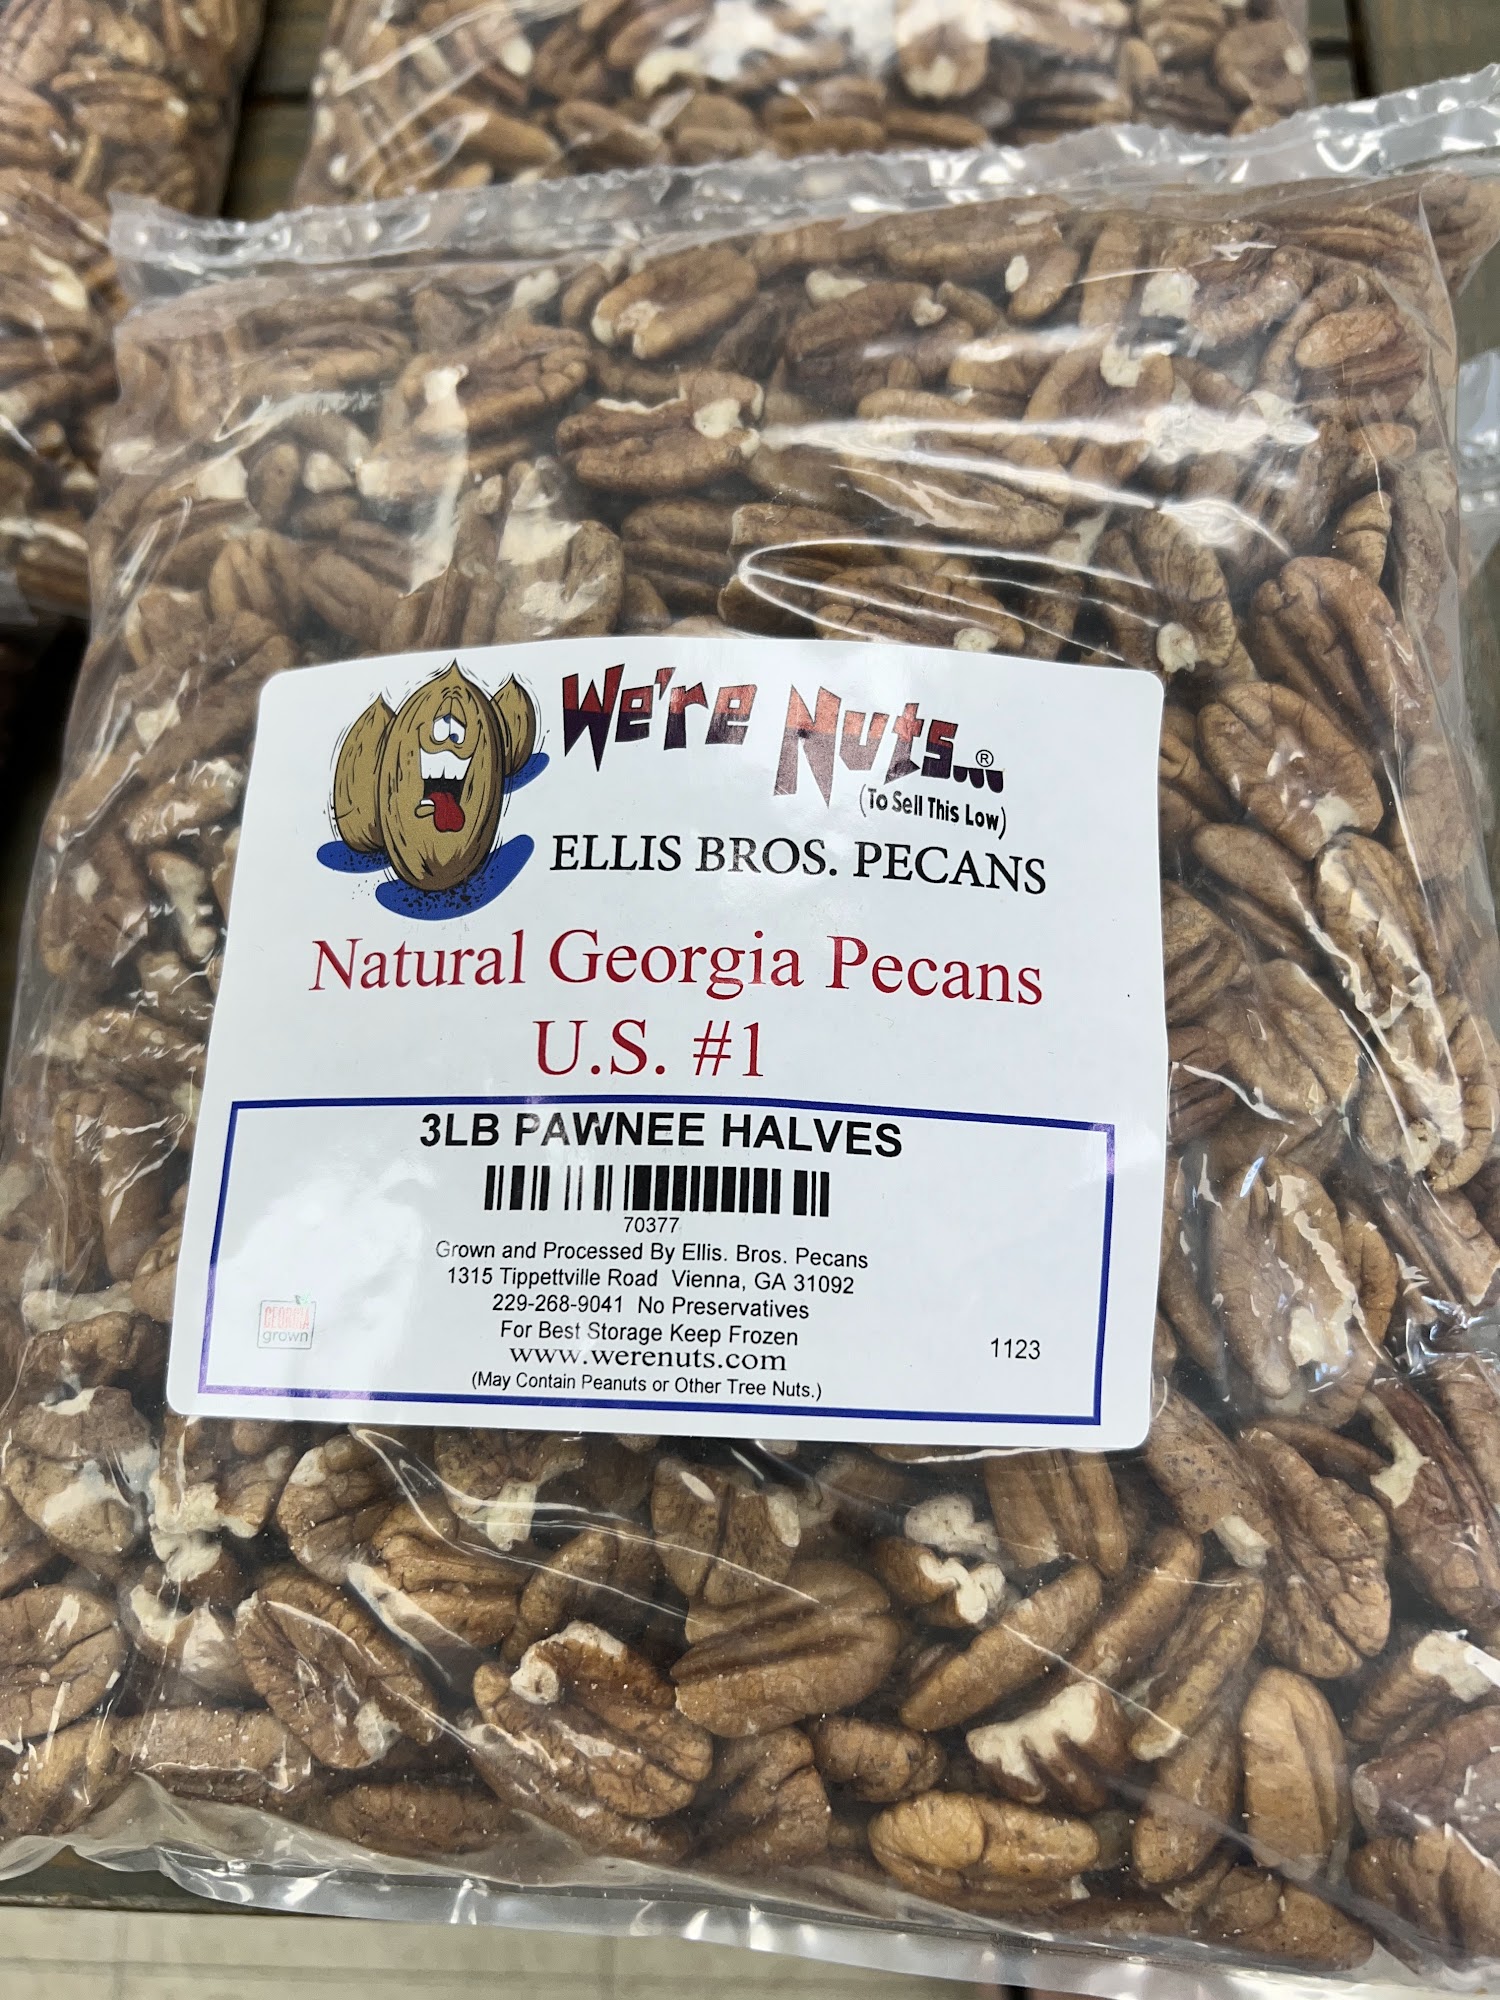 We're Nuts...®
(To Sell This Low)
ELLIS BROS. PECANS
Natural Georgia Pecans
U.S. #1
3LB PAWNEE HALVES
70377
Grown and Processed By Ellis. Bros. Pecans
1315 Tippettville Road Vienna, GA 31092
229-268-9041 No Preservatives
For Best Storage Keep Frozen
www.werenuts.com
(May Contain Peanuts or Other Tree Nuts.)
GEORGIA
grown
1123